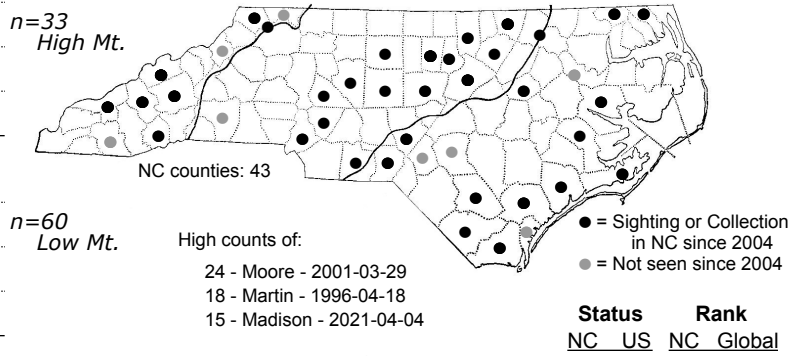 n=33
High Mt.
NC counties: 43
n=60
Low Mt.
High counts of:
24 - Moore - 2001-03-29
18 - Martin - 1996-04-18
15 - Madison - 2021-04-04
● = Sighting or Collection
in NC since 2004
● = Not seen since 2004
Status Rank
NC US NC Global